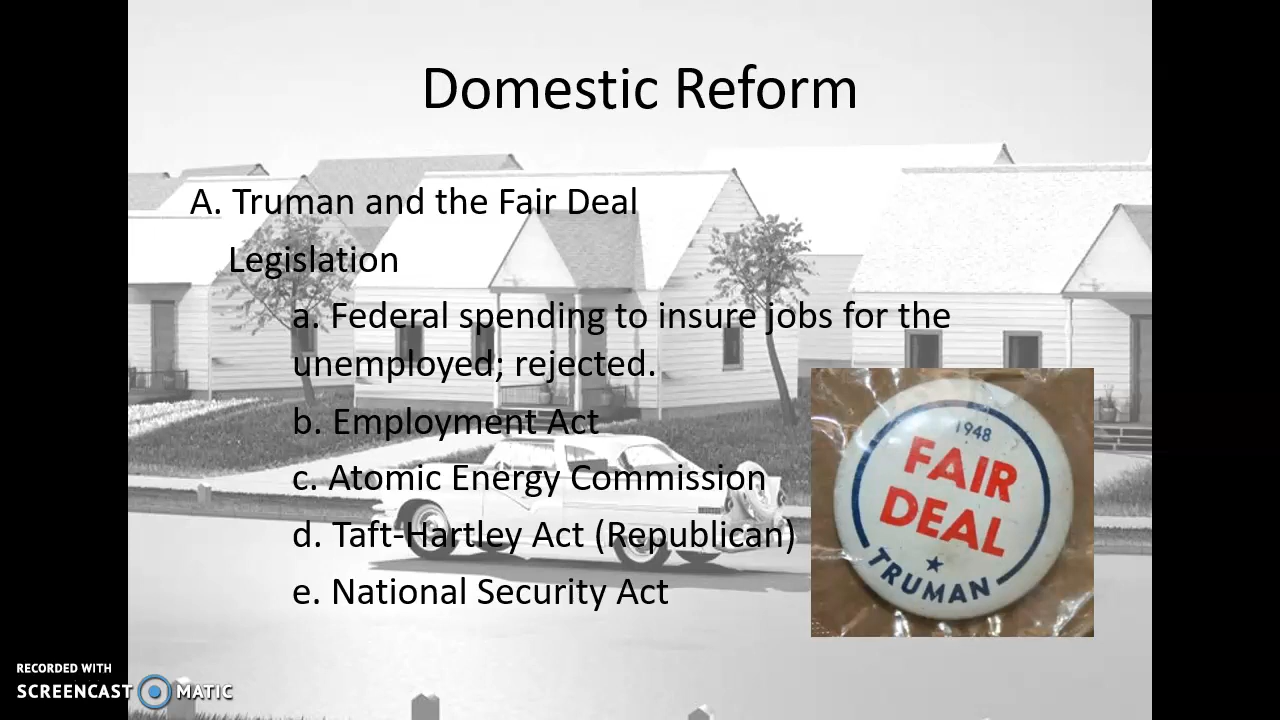 Domestic Reform
A. Truman and the Fair Deal
Legislation
a. Federal spending to insure jobs for the
unemployed; rejected.
b. Employment Act
c. Atomic Energy Commission
d. Taft-Hartley Act (Republican)
e. National Security Act
1948
FAIR
DEAL
TRUMAN
RECORDED WITH
SCREENCAST MATIC